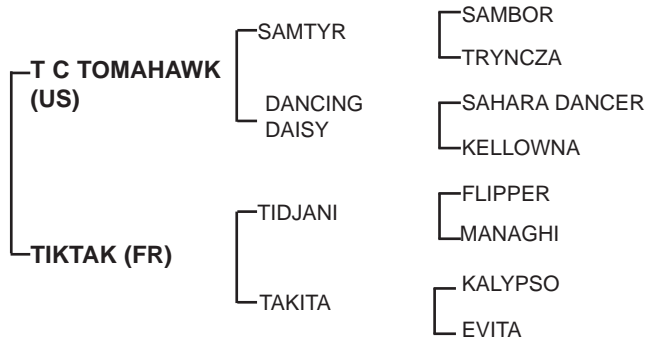 T C TOMAHAWK
(US)
SAMTYR
SAMBOR
TRYNCZA
DANCING
DAISY
SAHARA DANCER
KELLOWNA
TIKTAK (FR)
TIDJANI
FLIPPER
MANAGHI
TAKITA
KALYPSO
EVITA